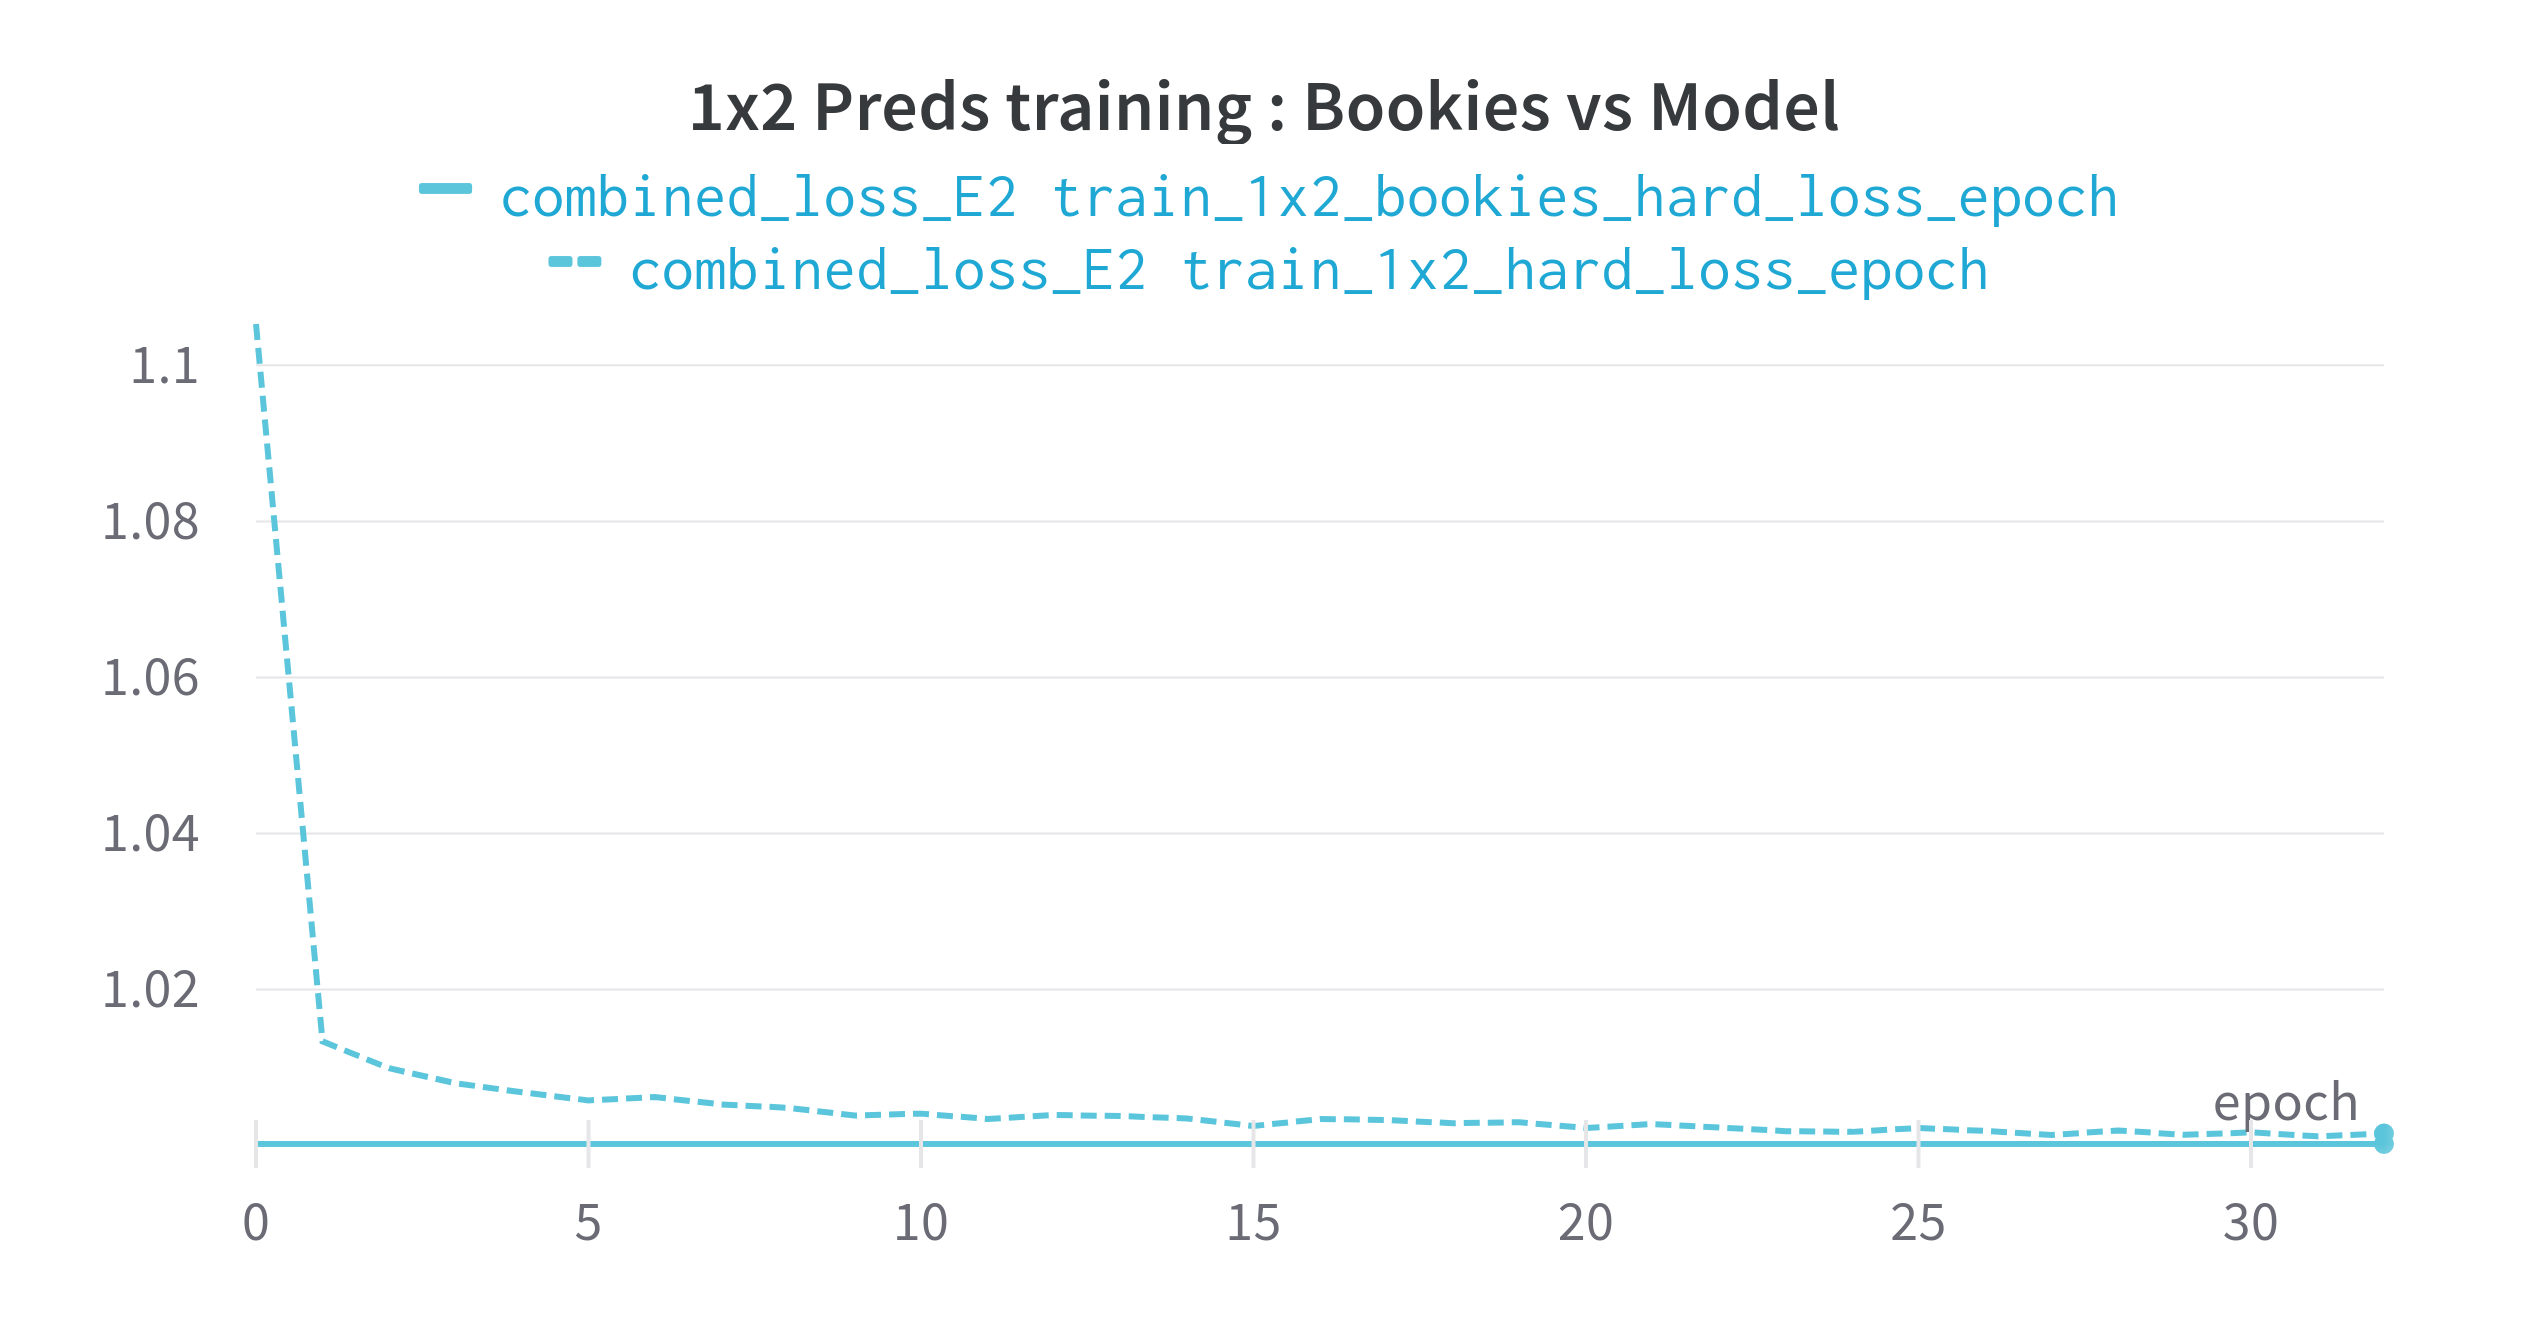 1x2 Preds training : Bookies vs Model
combined_loss_E2 train_1x2_bookies_hard_loss_epoch
combined_loss_E2 train_1x2_hard_loss_epoch
1.1
1.08
1.06
1.04
1.02
epoch
0 5 10 15 20 25 30